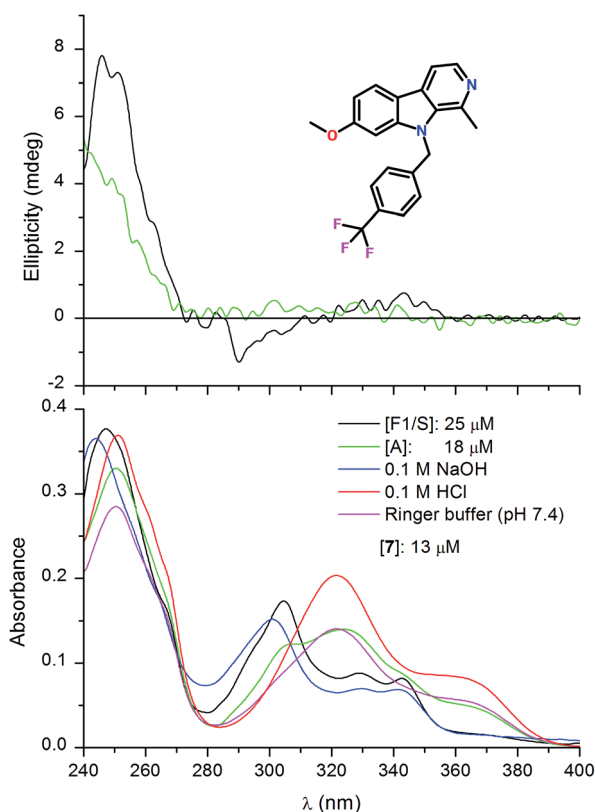 8
6
4
2
0
-2
Ellipticity (mdeg)
O
N
N
F
F
F
0.4
0.3
0.2
0.1
0.0
Absorbance
[F1/S]: 25 μM
[A]: 18 μM
0.1 M NaOH
0.1 M HCl
Ringer buffer (pH 7.4)
[7]: 13 μM
240 260 280 300 320 340 360 380 400
λ (nm)